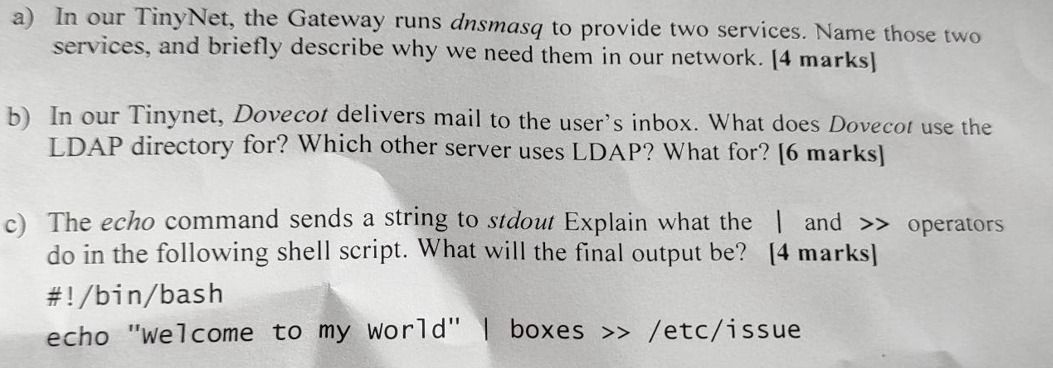 a) In our TinyNet, the Gateway runs dnsmasq to provide two services. Name those two
services, and briefly describe why we need them in our network. [4 marks]
b) In our Tinynet, Dovecot delivers mail to the user's inbox. What does Dovecot use the
LDAP directory for? Which other server uses LDAP? What for? [6 marks]
c) The echo command sends a string to stdout Explain what the | and >> operators
do in the following shell script. What will the final output be? [4 marks]
#!/bin/bash
echo "welcome to my world" | boxes >> /etc/issue